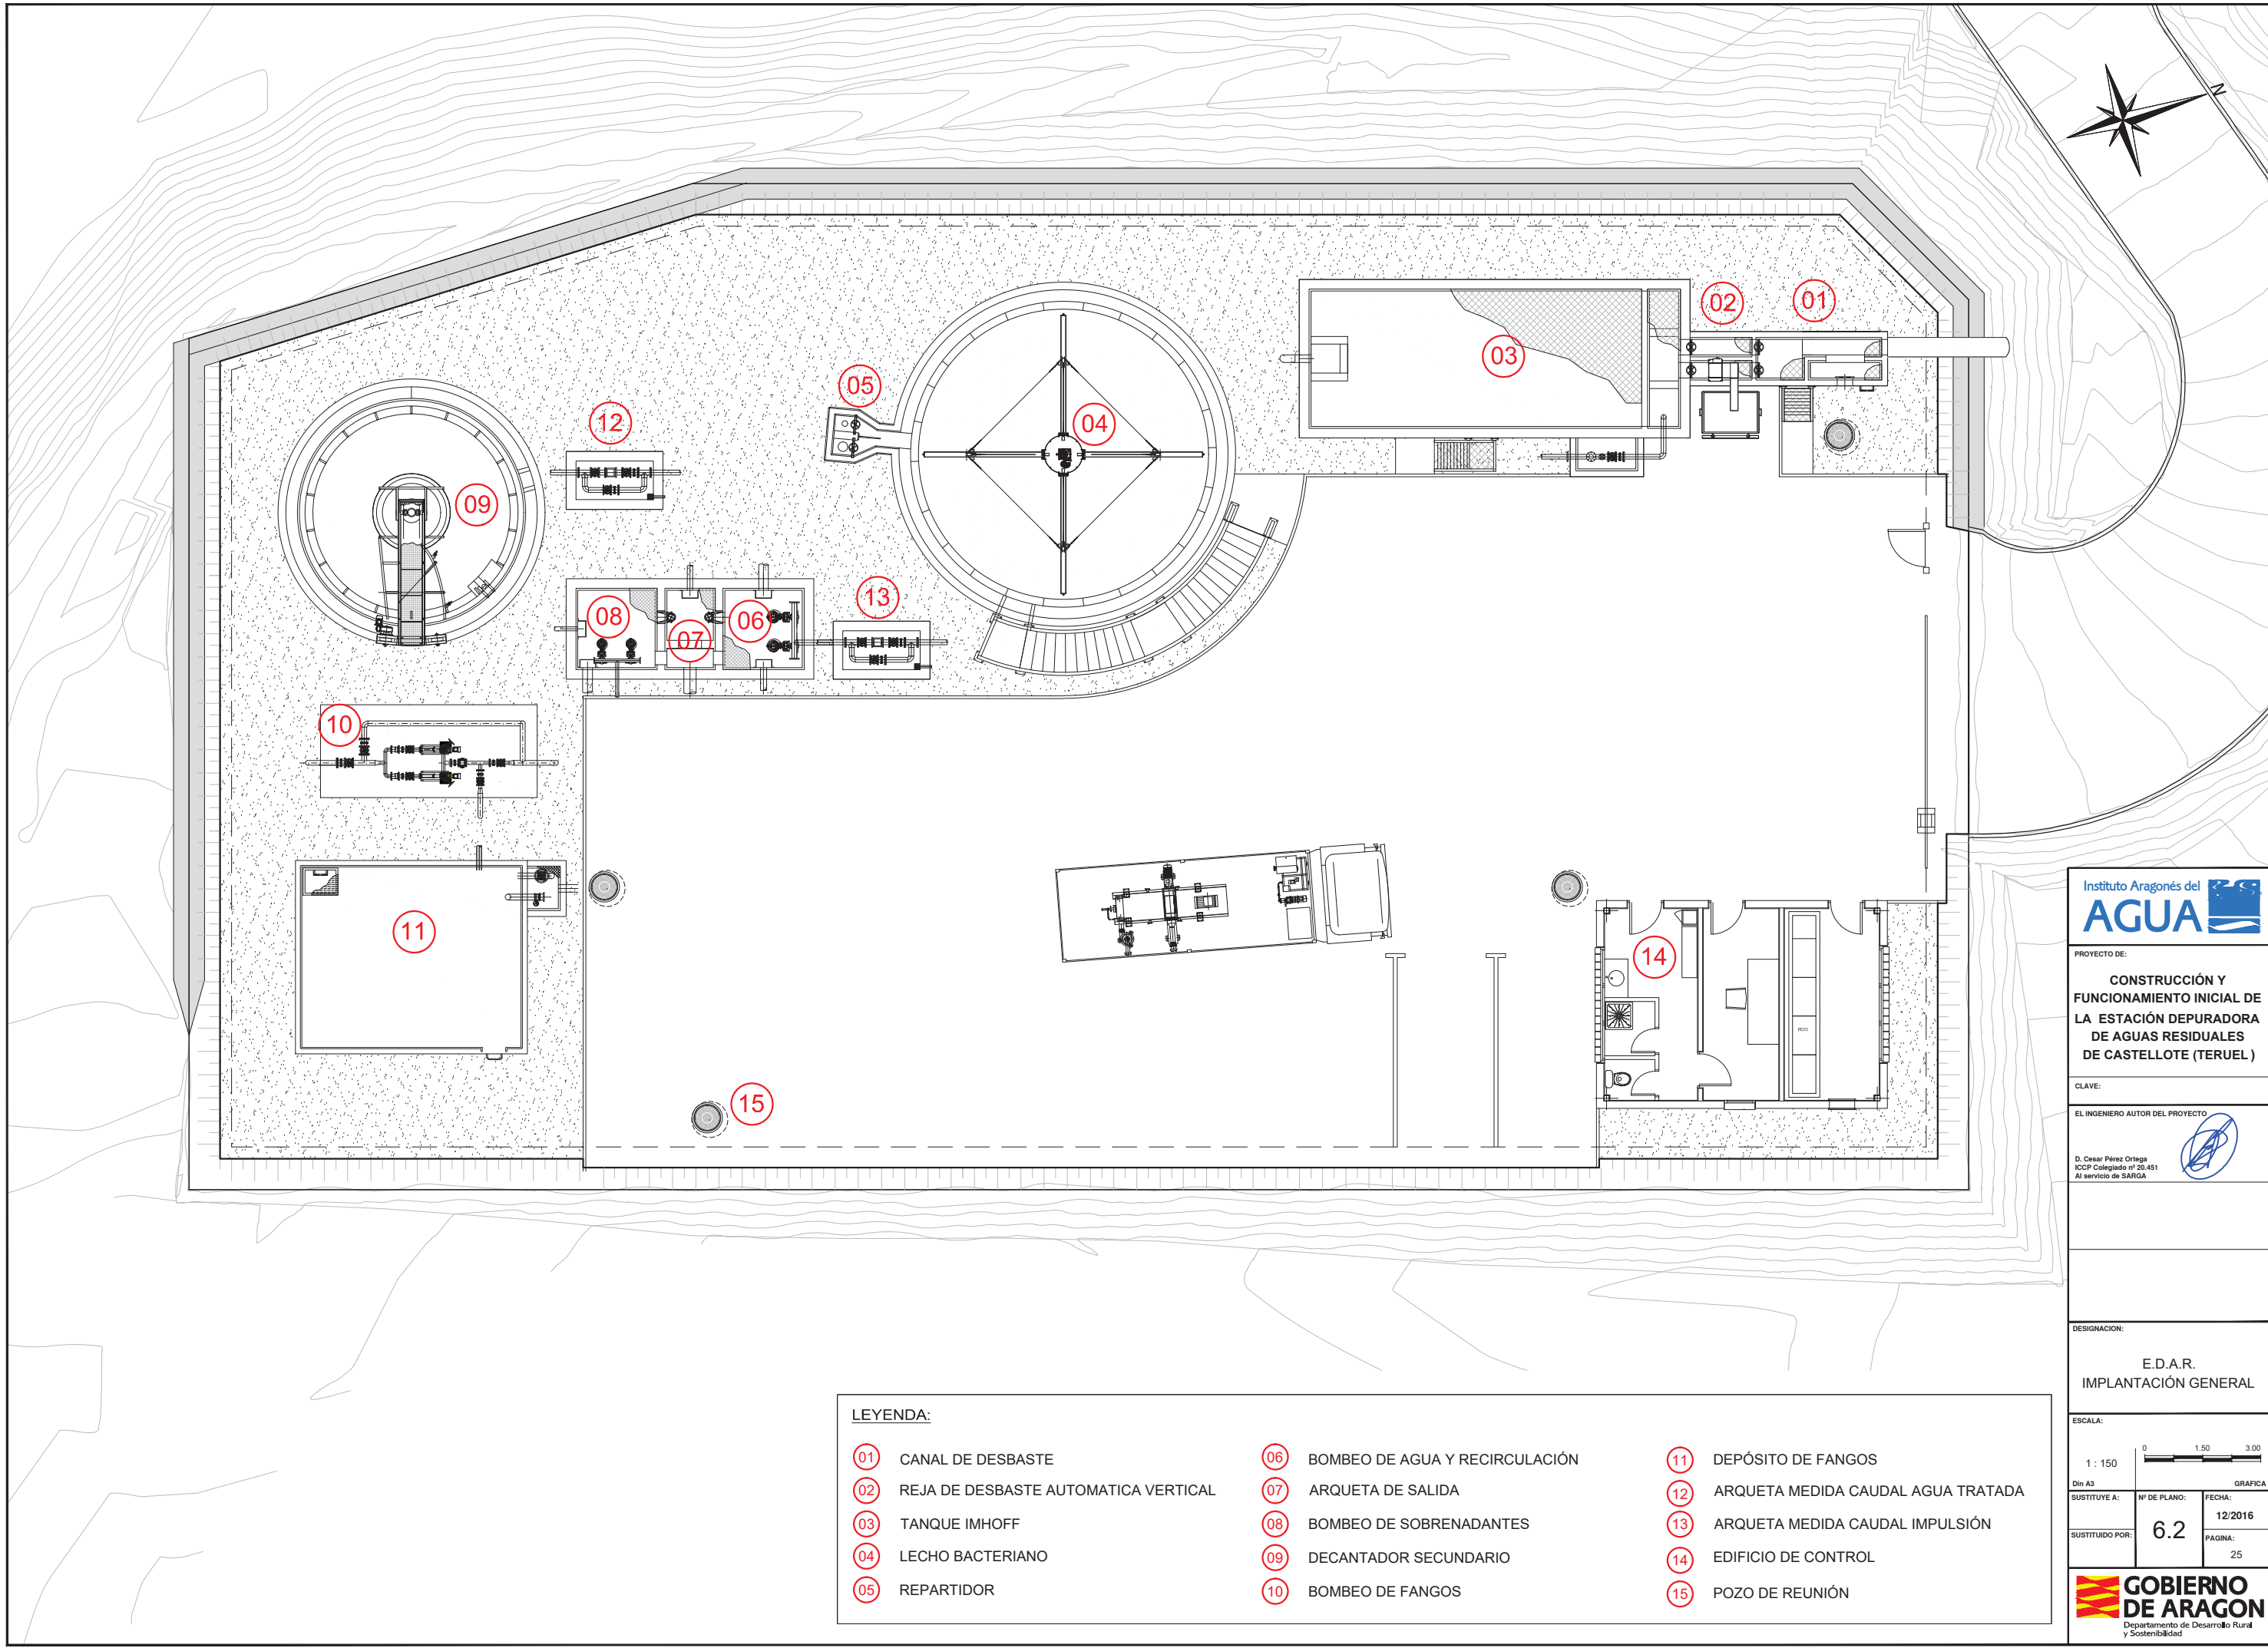 N
01
02
03
04
05
12
09
13
08
06
07
10
11
14
15
LEYENDA:
01 CANAL DE DESBASTE
02 REJA DE DESBASTE AUTOMATICA VERTICAL
03 TANQUE IMHOFF
04 LECHO BACTERIANO
05 REPARTIDOR
06 BOMBEO DE AGUA Y RECIRCULACIÓN
07 ARQUETA DE SALIDA
08 BOMBEO DE SOBRENADANTES
09 DECANTADOR SECUNDARIO
10 BOMBEO DE FANGOS
11 DEPÓSITO DE FANGOS
12 ARQUETA MEDIDA CAUDAL AGUA TRATADA
13 ARQUETA MEDIDA CAUDAL IMPULSIÓN
14 EDIFICIO DE CONTROL
15 POZO DE REUNIÓN
Instituto Aragonés del
AGUA
PROYECTO DE:
CONSTRUCCIÓN Y
FUNCIONAMIENTO INICIAL DE
LA ESTACIÓN DEPURADORA
DE AGUAS RESIDUALES
DE CASTELLOTE (TERUEL )
CLAVE:
EL INGENIERO AUTOR DEL PROYECTO
D. Cesar Pérez Ortega
ICCP Colegiado nº 20.451
Al servicio de SARGA
DESIGNACION:
E.D.A.R.
IMPLANTACIÓN GENERAL
ESCALA:
0 1.50 3.00
1 : 150
Din A3 GRAFICA
SUSTITUYE A:
SUSTITUIDO POR:
Nº DE PLANO:
6.2
FECHA:
12/2016
PAGINA:
25
GOBIERNO
DE ARAGON
Departamento de Desarrollo Rural
y Sostenibilidad